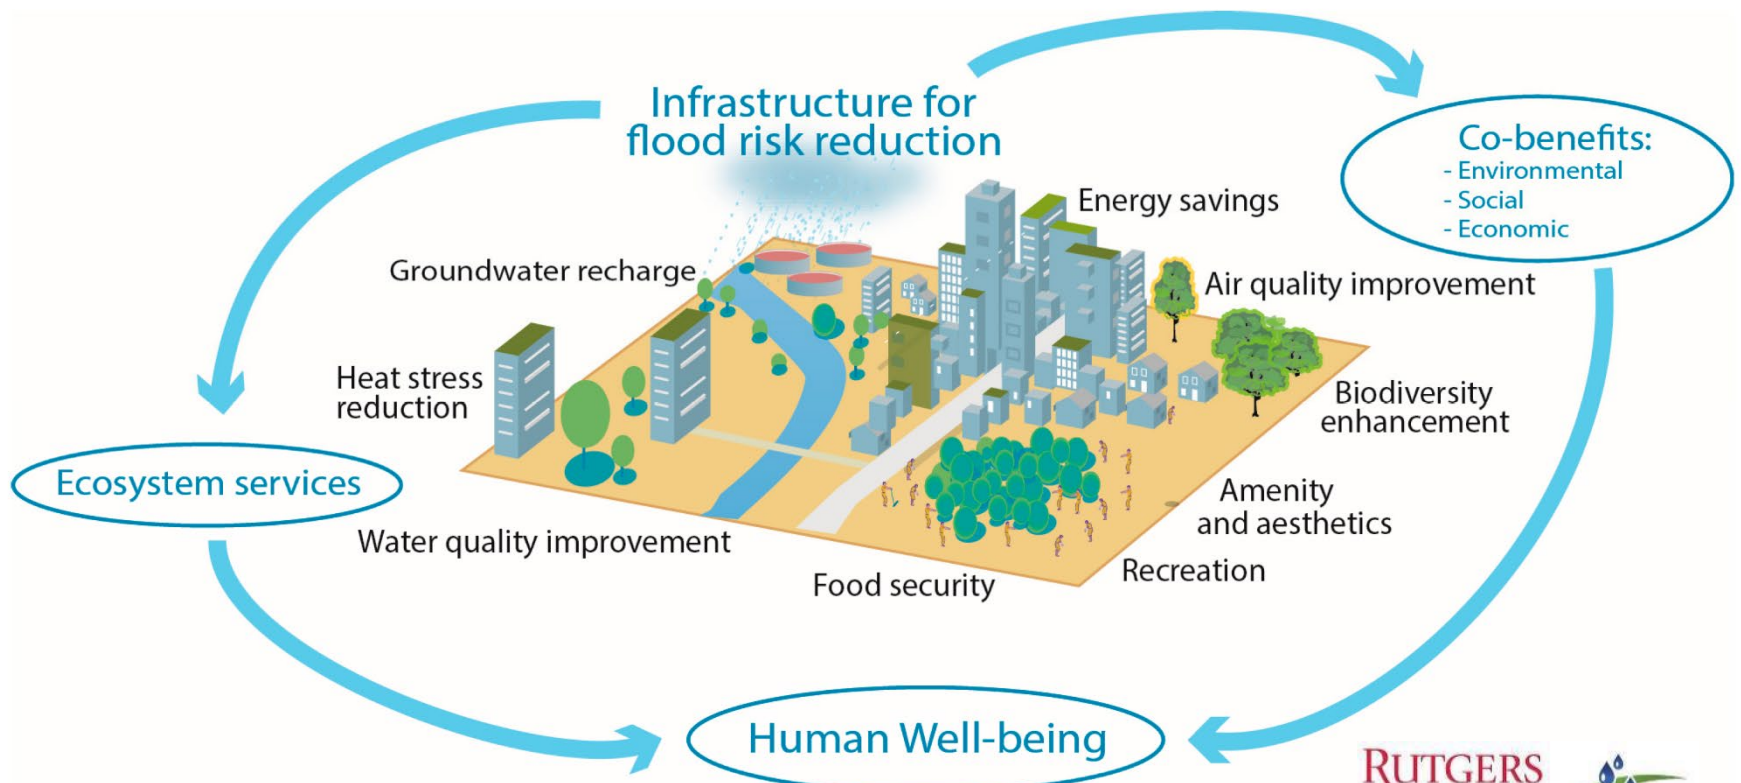 Infrastructure for
flood risk reduction
Co-benefits:
- Environmental
- Social
- Economic
Energy savings
Groundwater recharge
Air quality improvement
Heat stress
reduction
Biodiversity
enhancement
Ecosystem services
Amenity
and aesthetics
Water quality improvement
Recreation
Food security
Human Well-being
RUTGERS